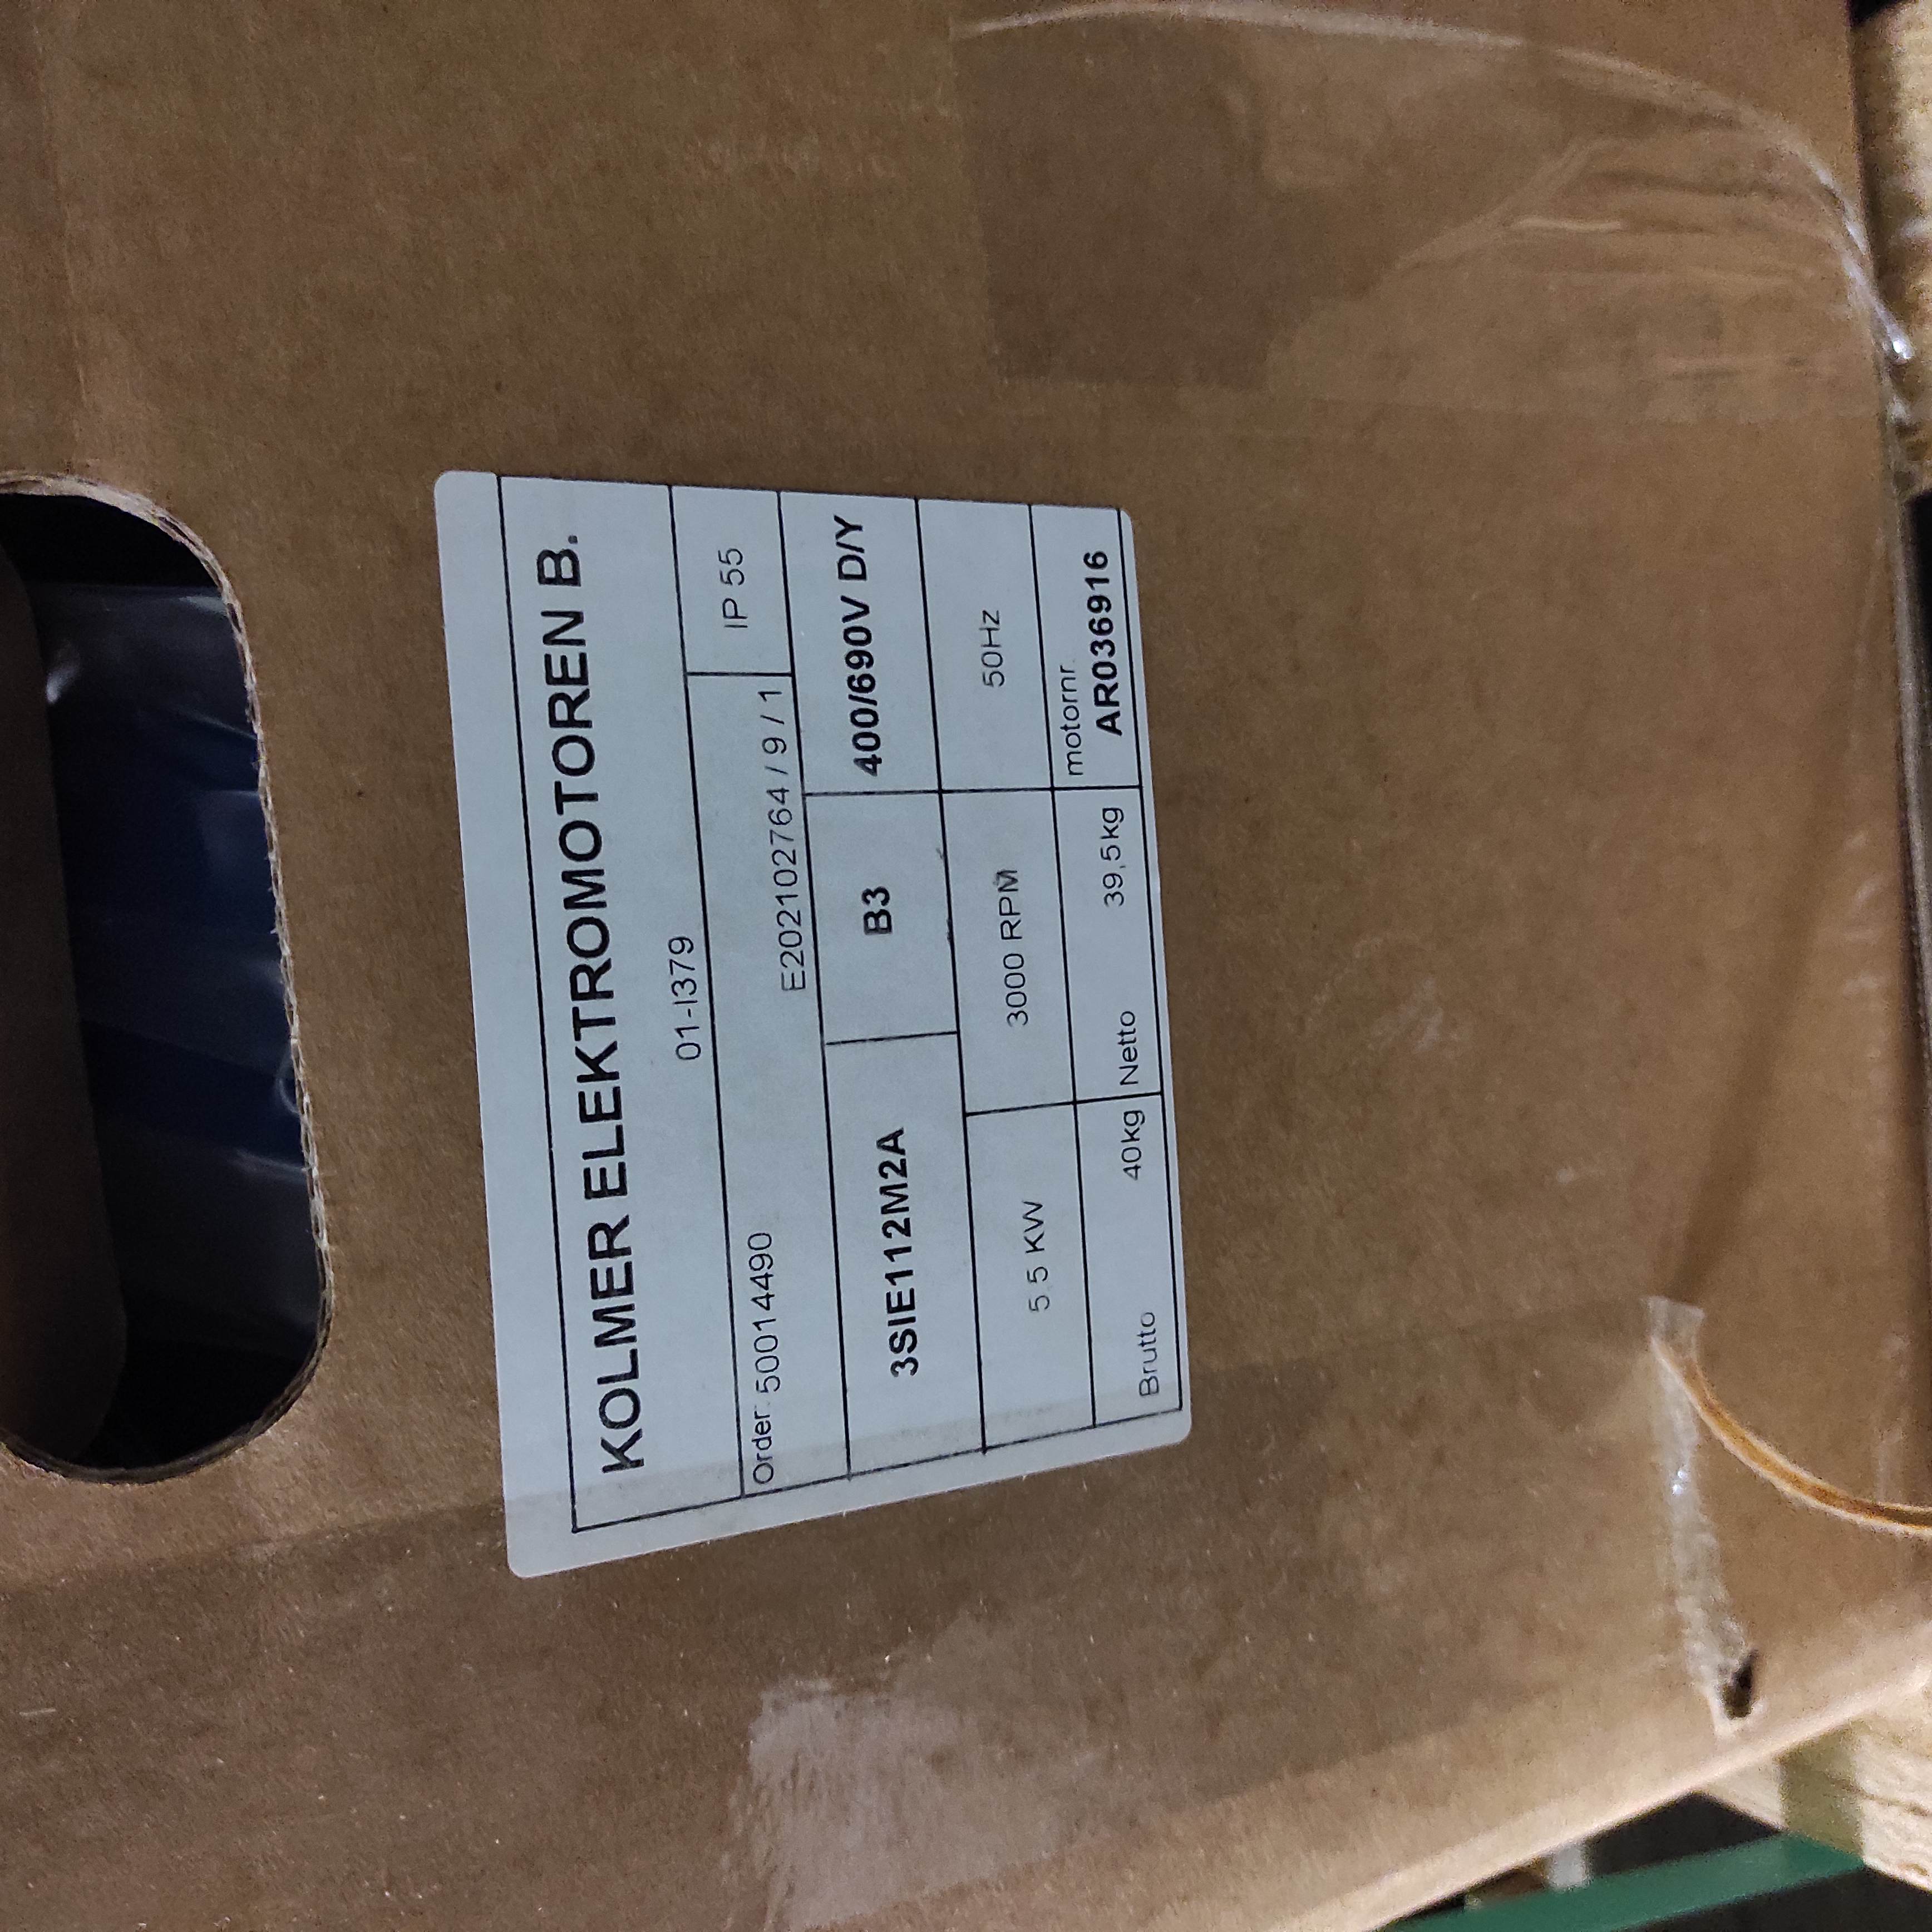 KOLMER ELEKTROMOTOREN B.
01-I379
Order: 50014490
E202102764 / 9 / 1
IP 55
3SIE112M2A B3 400/690V D/Y
5.5 KW 3000 RPM 50Hz
Brutto 40kg Netto 39,5kg motornr.
AR036916